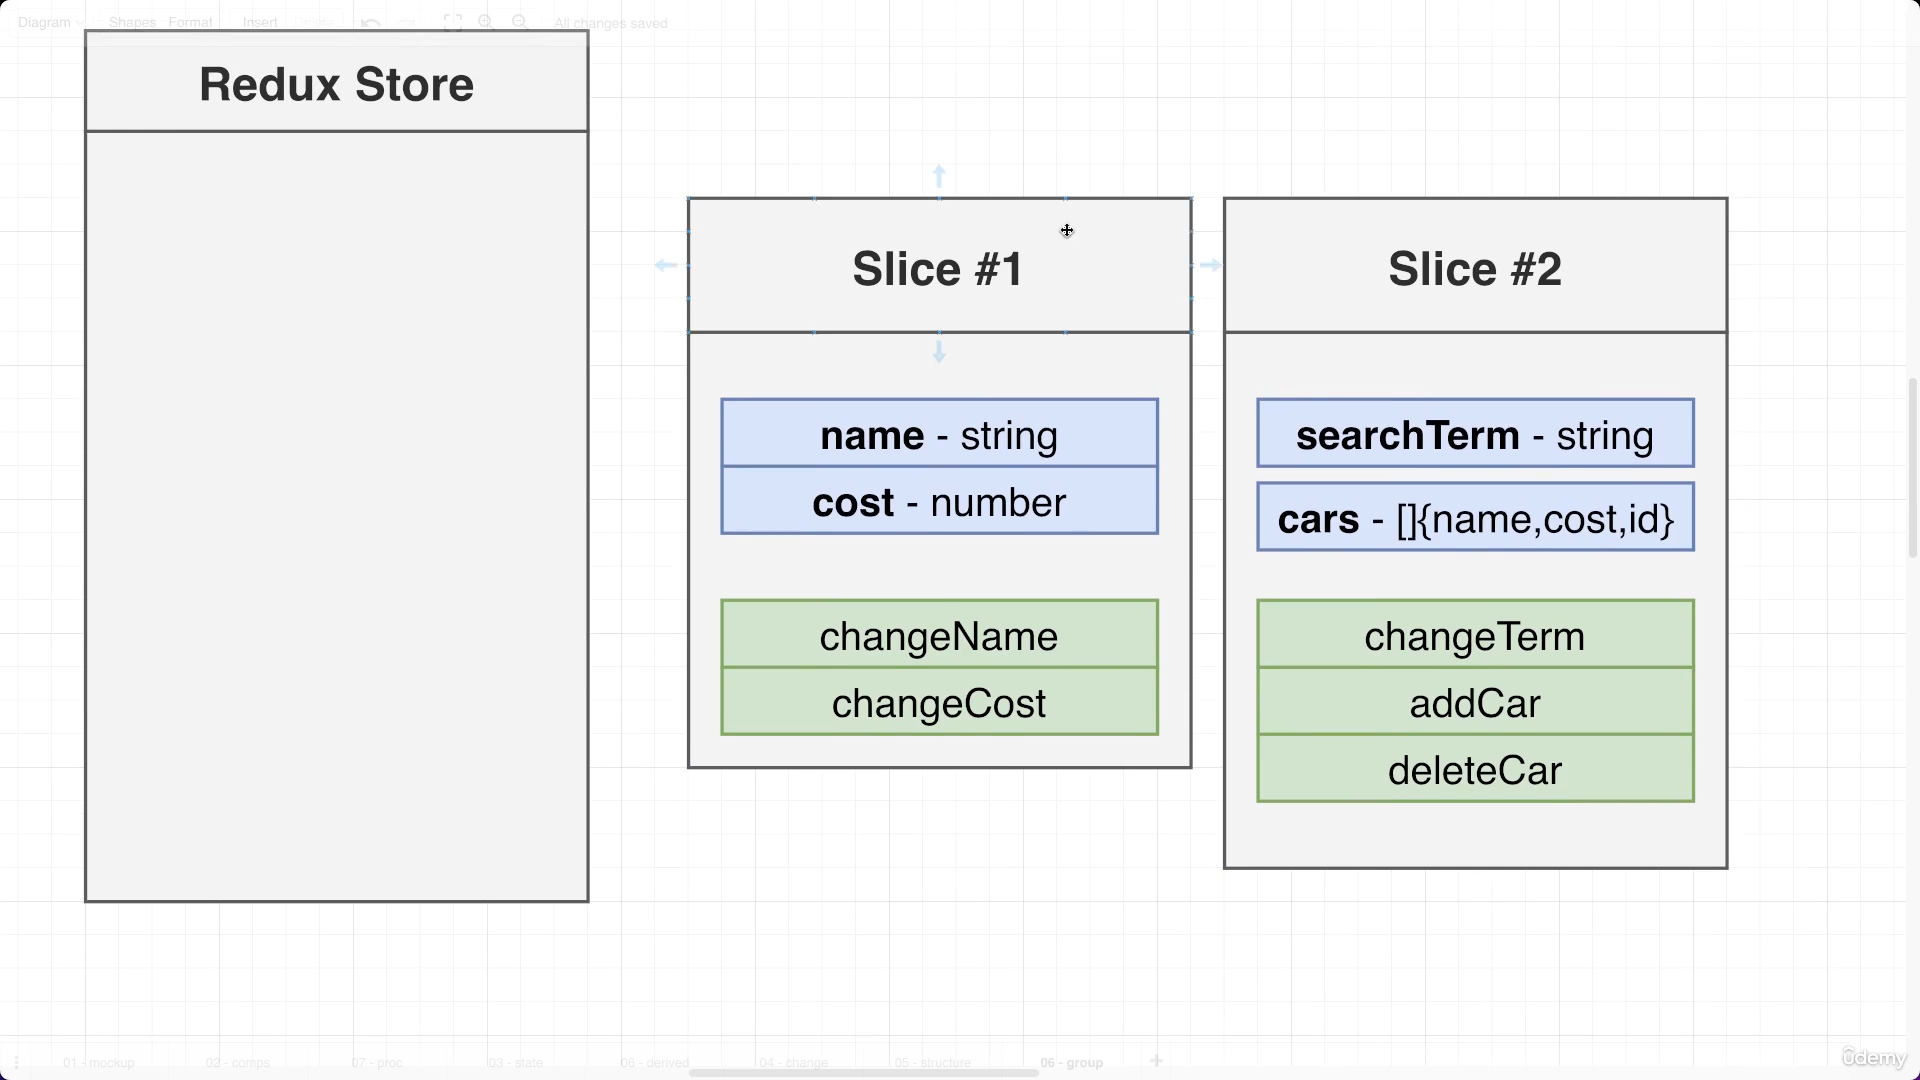 Diagram
Shapes
Format
Insert
Delete
All changes saved
Redux Store
Slice #1
name - string
cost - number
changeName
changeCost
Slice #2
searchTerm - string
cars - []{name,cost,id}
changeTerm
addCar
deleteCar
01 - mockup
02 - comps
07 - proc
03 - state
06 - derived
04 - change
05 - structure
06 - group
ûdemy